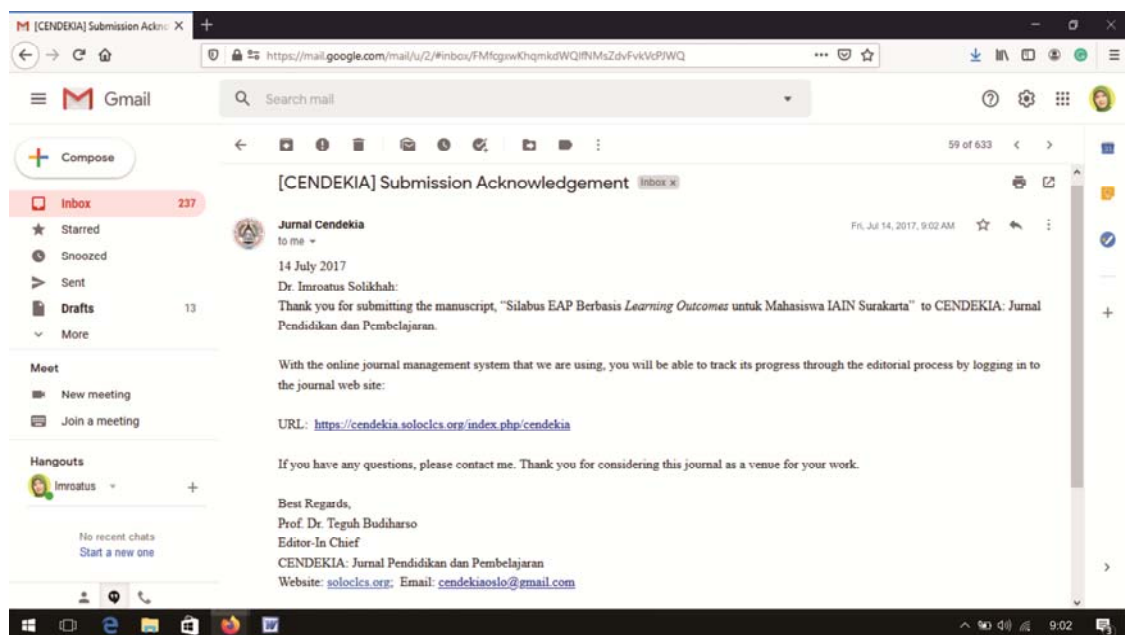 [CENDEKIA] Submission Ackno
https://mail.google.com/mail/u/2/#inbox/FMfcgxwKhqmkdWQlfNMsZdvFvkVcPJWQ
Gmail
Search mail
Compose
59 of 633
Inbox 237
Starred
Snoozed
Sent
Drafts 13
More
Meet
New meeting
Join a meeting
Hangouts
Imroatus
No recent chats
Start a new one
[CENDEKIA] Submission Acknowledgement Inbox x
Jurnal Cendekia
Fri, Jul 14, 2017, 9:02 AM
to me
14 July 2017
Dr. Imroatus Solikhah:
Thank you for submitting the manuscript, “Silabus EAP Berbasis Learning Outcomes untuk Mahasiswa IAIN Surakarta” to CENDEKIA: Jurnal
Pendidikan dan Pembelajaran.
With the online journal management system that we are using, you will be able to track its progress through the editorial process by logging in to
the journal web site:
URL: https://cendekia.soloclcs.org/index.php/cendekia
If you have any questions, please contact me. Thank you for considering this journal as a venue for your work.
Best Regards,
Prof. Dr. Teguh Budiharso
Editor-In Chief
CENDEKIA: Jurnal Pendidikan dan Pembelajaran
Website: soloclcs.org; Email: cendekiaoslo@gmail.com
9:02